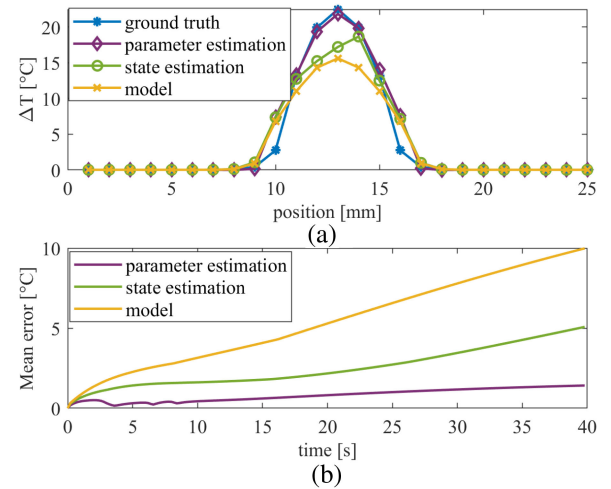 20
15
10
5
0
ΔT [°C]
ground truth
parameter estimation
state estimation
model
0 5 10 15 20 25
position [mm]
(a)
10
5
0
Mean error [°C]
parameter estimation
state estimation
model
0 5 10 15 20 25 30 35 40
time [s]
(b)